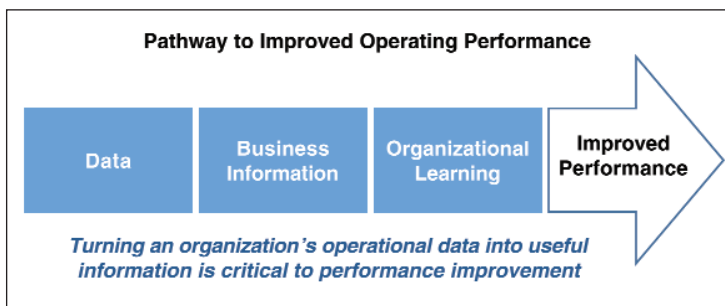 Pathway to Improved Operating Performance
Data
Business
Information
Organizational
Learning
Improved
Performance
Turning an organization's operational data into useful
information is critical to performance improvement